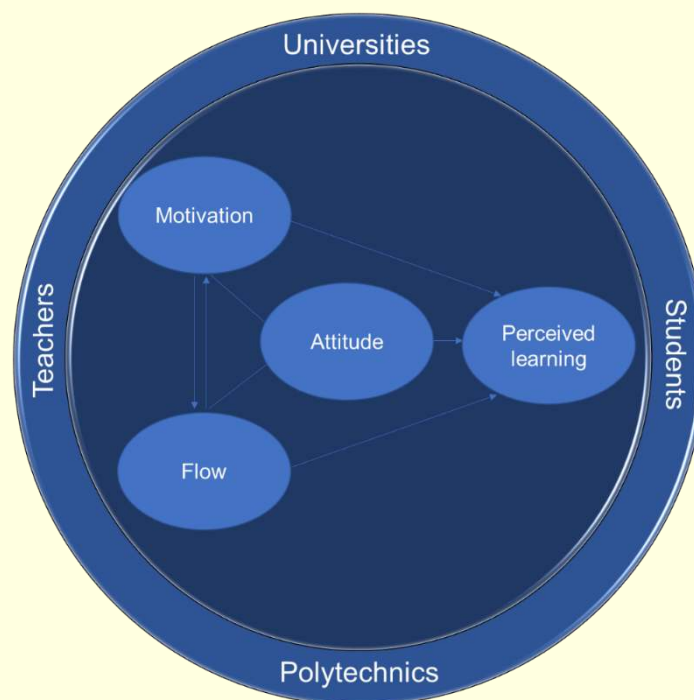 Universities
Motivation
Teachers
Attitude
Perceived
learning
Students
Flow
Polytechnics